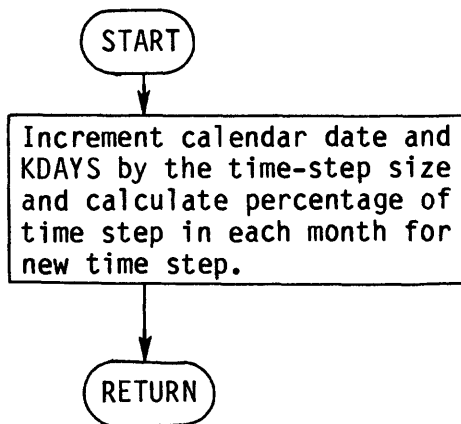 START
Increment calendar date and
KDAYS by the time-step size
and calculate percentage of
time step in each month for
new time step.
RETURN